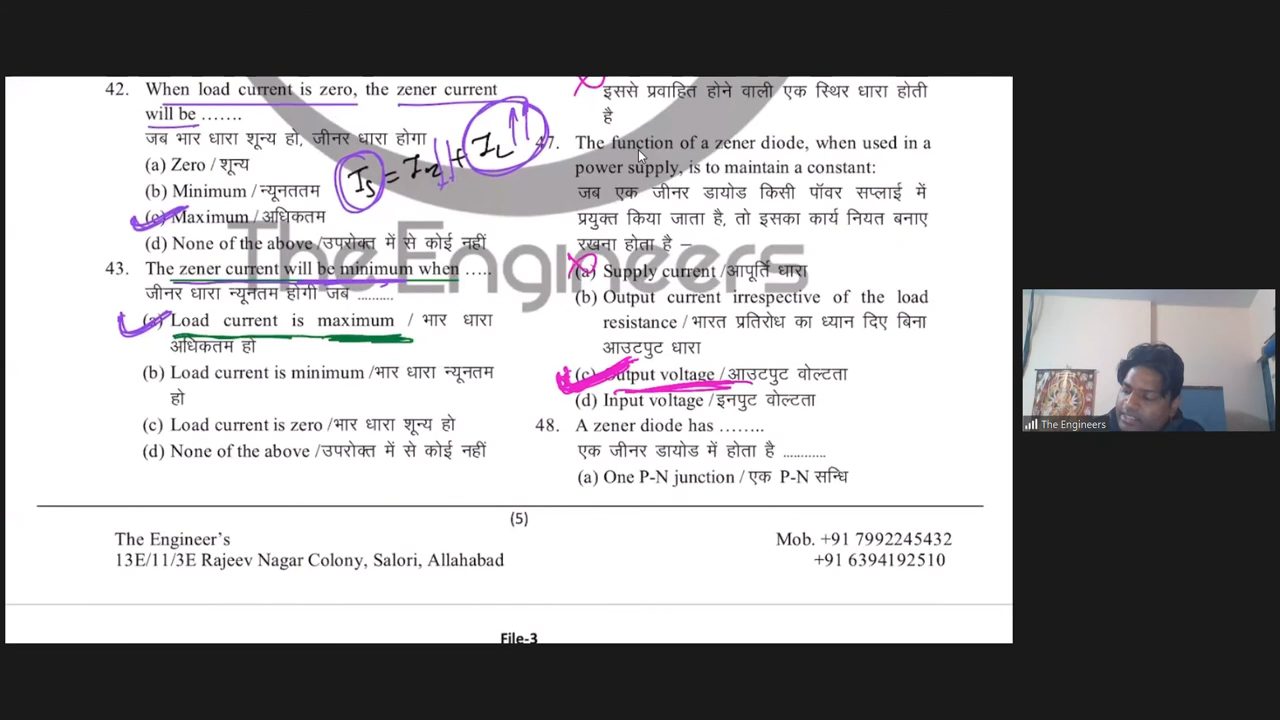 42. When load current is zero, the zener current
will be .......
जब भार धारा शून्य हो, जीनर धारा होगा
(a) Zero / शून्य
(b) Minimum / न्यूनतम
(c) Maximum / अधिकतम
(d) None of the above / उपरोक्त में से कोई नहीं
I_S = I_Z + I_L
43. The zener current will be minimum when .....
जीनर धारा न्यूनतम होगी जब ..........
(a) Load current is maximum / भार धारा
अधिकतम हो
(b) Load current is minimum /भार धारा न्यूनतम
हो
(c) Load current is zero /भार धारा शून्य हो
(d) None of the above /उपरोक्त में से कोई नहीं
इससे प्रवाहित होने वाली एक स्थिर धारा होती
है
47. The function of a zener diode, when used in a
power supply, is to maintain a constant:
जब एक जीनर डायोड किसी पॉवर सप्लाई में
प्रयुक्त किया जाता है, तो इसका कार्य नियत बनाए
रखना होता है –
(a) Supply current /आपूर्ति धारा
(b) Output current irrespective of the load
resistance / भारत प्रतिरोध का ध्यान दिए बिना
आउटपुट धारा
(c) Output voltage /आउटपुट वोल्टता
(d) Input voltage /इनपुट वोल्टता
48. A zener diode has ........
एक जीनर डायोड में होता है ............
(a) One P-N junction / एक P-N सन्धि
The Engineers
(5)
The Engineer's
13E/11/3E Rajeev Nagar Colony, Salori, Allahabad
Mob. +91 7992245432
+91 6394192510
File-3
The Engineers